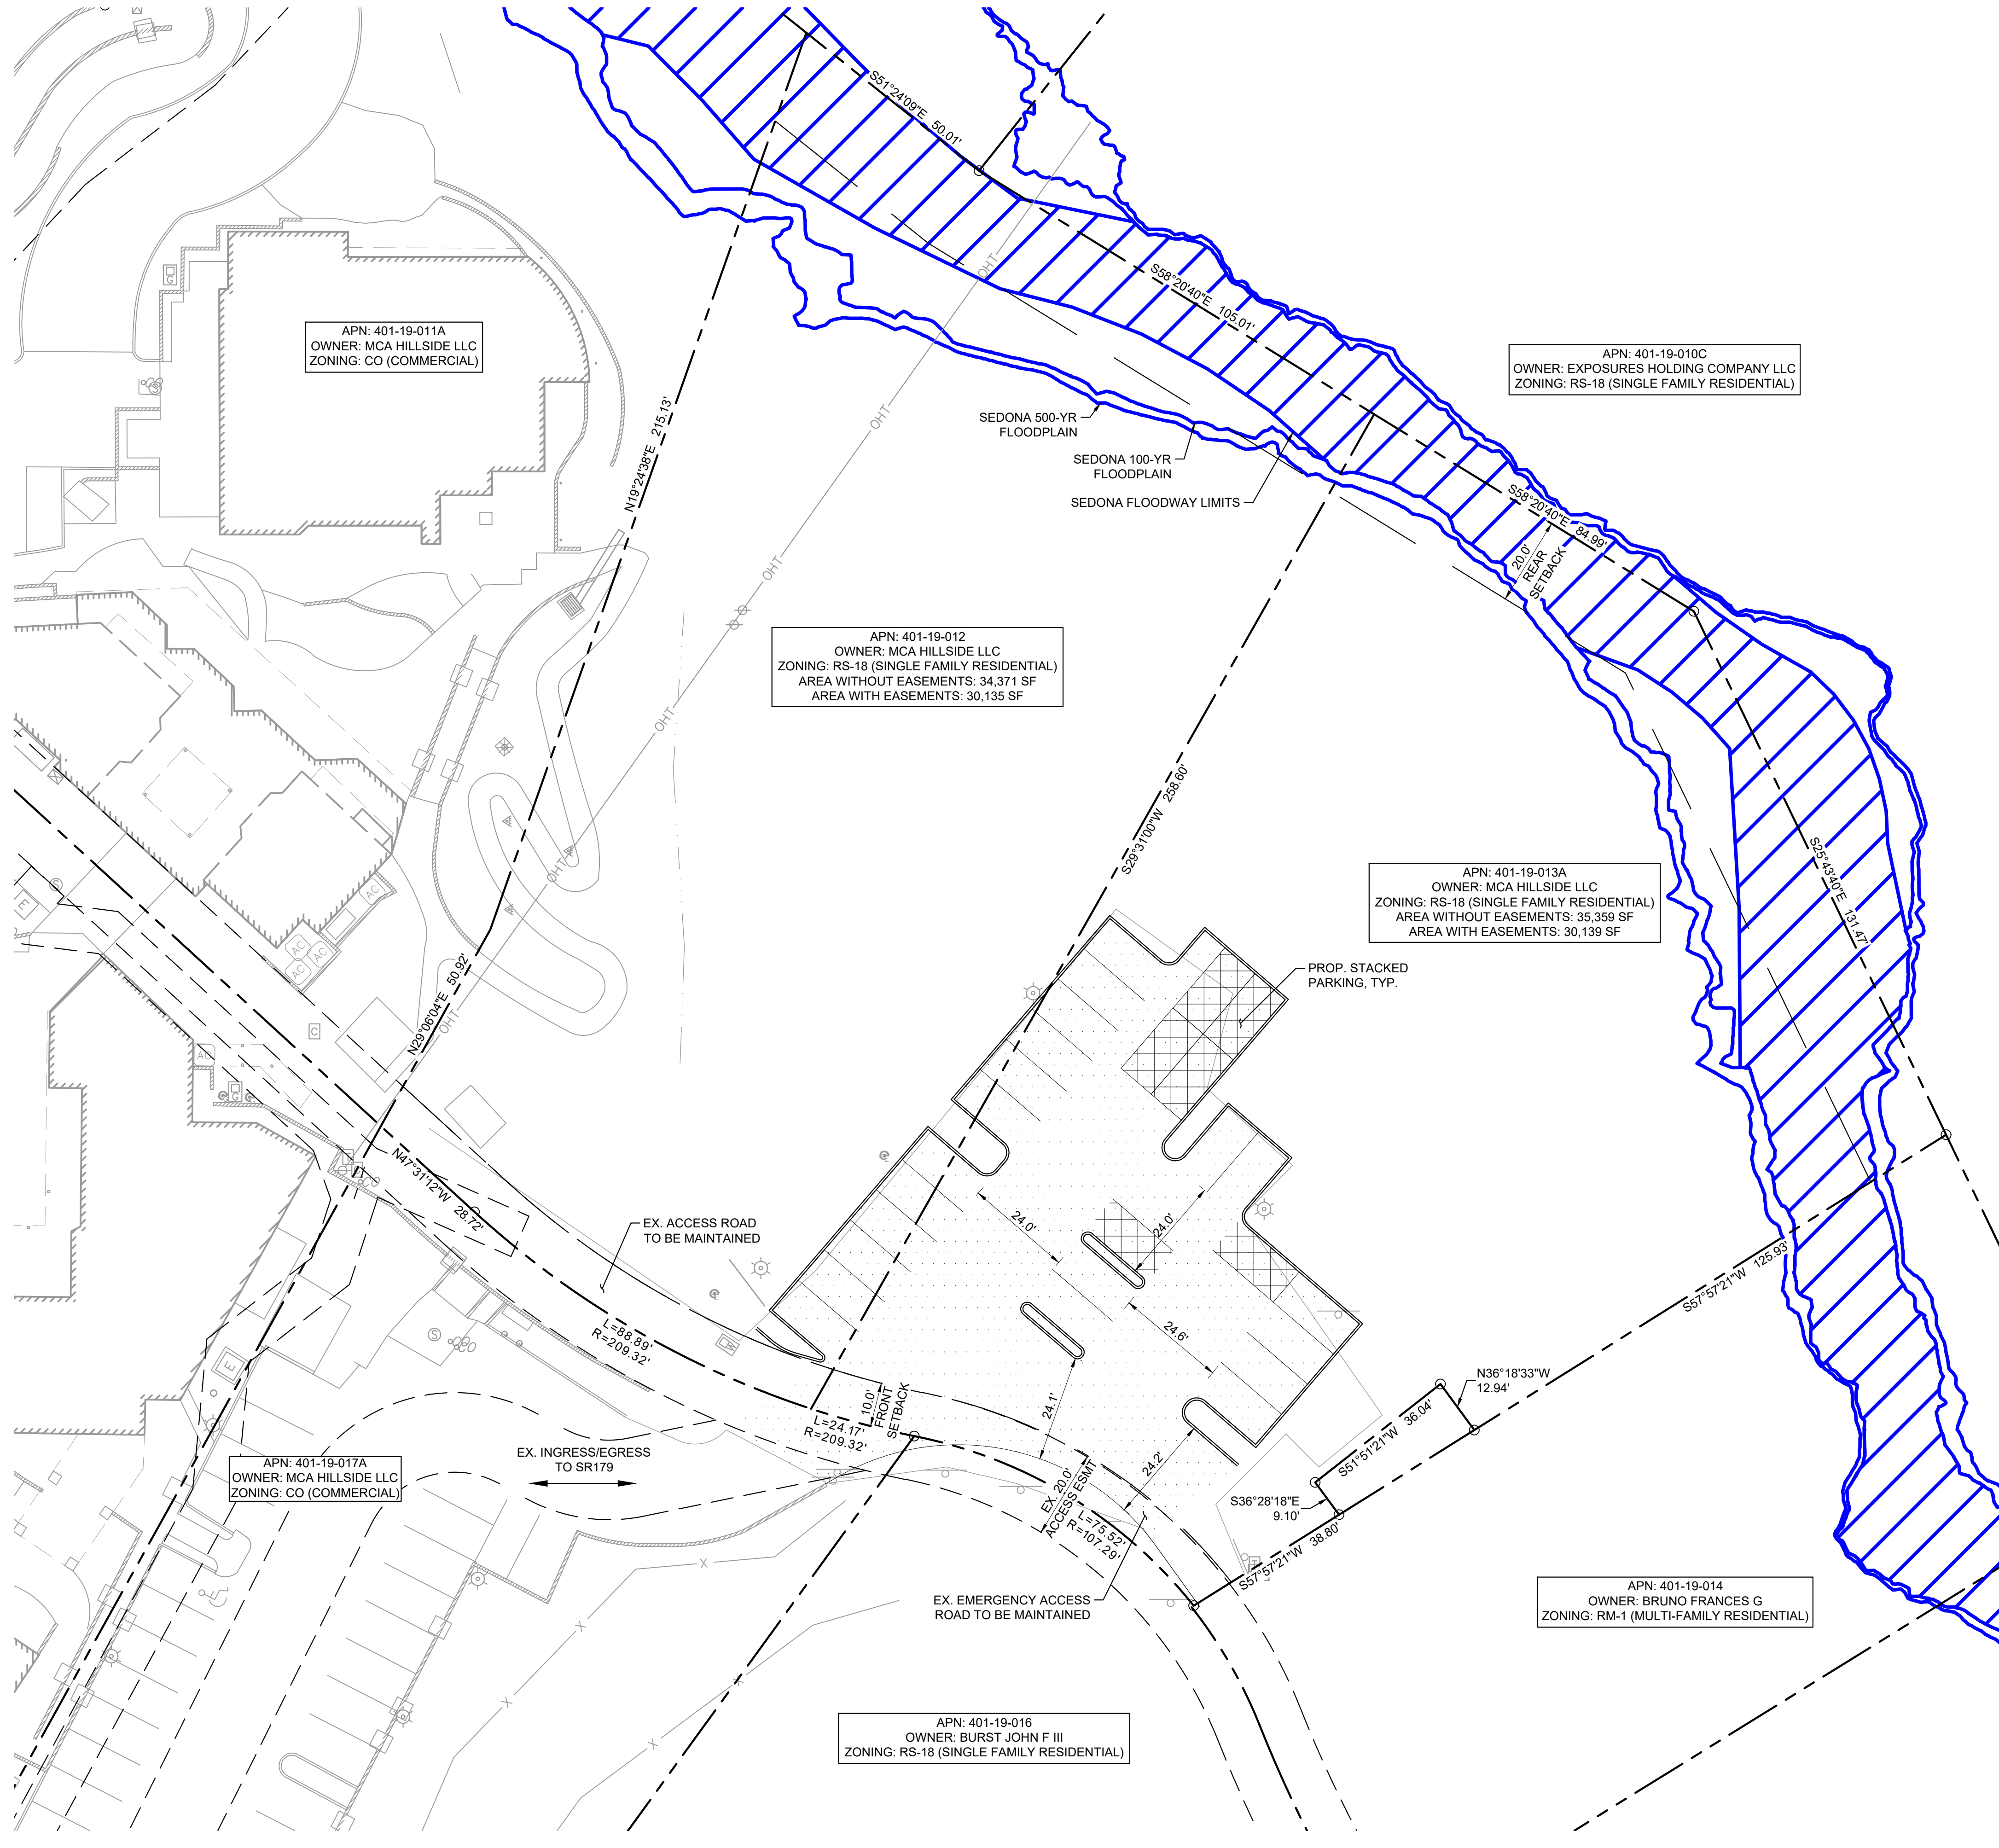 S51°24'09"E 50.01'
OHT
S58°20'40"E 105.01'
APN: 401-19-011A
OWNER: MCA HILLSIDE LLC
ZONING: CO (COMMERCIAL)
APN: 401-19-010C
OWNER: EXPOSURES HOLDING COMPANY LLC
ZONING: RS-18 (SINGLE FAMILY RESIDENTIAL)
N19°24'38"E 215.13'
OHT
SEDONA 500-YR
FLOODPLAIN
SEDONA 100-YR
FLOODPLAIN
SEDONA FLOODWAY LIMITS
S58°20'40"E 84.99'
20.0'
REAR
SETBACK
OHT
APN: 401-19-012
OWNER: MCA HILLSIDE LLC
ZONING: RS-18 (SINGLE FAMILY RESIDENTIAL)
AREA WITHOUT EASEMENTS: 34,371 SF
AREA WITH EASEMENTS: 30,135 SF
OHT
S29°31'00"W 258.60'
OHT
APN: 401-19-013A
OWNER: MCA HILLSIDE LLC
ZONING: RS-18 (SINGLE FAMILY RESIDENTIAL)
AREA WITHOUT EASEMENTS: 35,359 SF
AREA WITH EASEMENTS: 30,139 SF
S25°43'40"E 131.47'
S
E
AC
AC
AC
AC
AC
C
G
G
N29°06'04"E 50.92'
OHT
PROP. STACKED
PARKING, TYP.
N47°31'12"W
28.72'
EX. ACCESS ROAD
TO BE MAINTAINED
24.0'
24.0'
24.6'
S57°57'21"W 125.93'
L=88.89'
R=209.32'
W
S
E
10.0'
FRONT
SETBACK
L=24.17'
R=209.32'
24.1'
N36°18'33"W
12.94'
S51°51'21"W 36.04'
24.2'
EX. INGRESS/EGRESS
TO SR179
APN: 401-19-017A
OWNER: MCA HILLSIDE LLC
ZONING: CO (COMMERCIAL)
EX. 20.0'
ACCESS ESMT
S36°28'18"E
9.10'
L=75.52'
R=107.29'
S57°57'21"W 38.80'
T
X
X
X
X
X
EX. EMERGENCY ACCESS
ROAD TO BE MAINTAINED
APN: 401-19-014
OWNER: BRUNO FRANCES G
ZONING: RM-1 (MULTI-FAMILY RESIDENTIAL)
APN: 401-19-016
OWNER: BURST JOHN F III
ZONING: RS-18 (SINGLE FAMILY RESIDENTIAL)